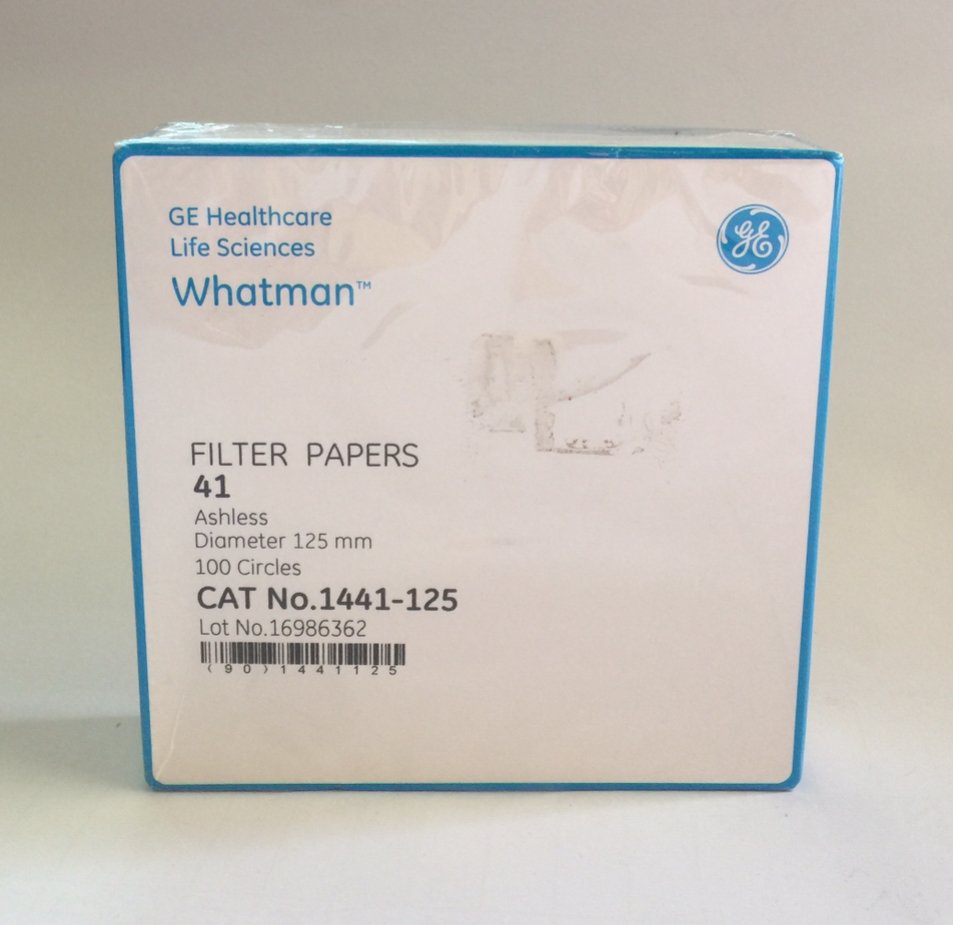 GE Healthcare
Life Sciences
Whatman™
GE
FILTER PAPERS
41
Ashless
Diameter 125 mm
100 Circles
CAT No.1441-125
Lot No.16986362
(90)1441125